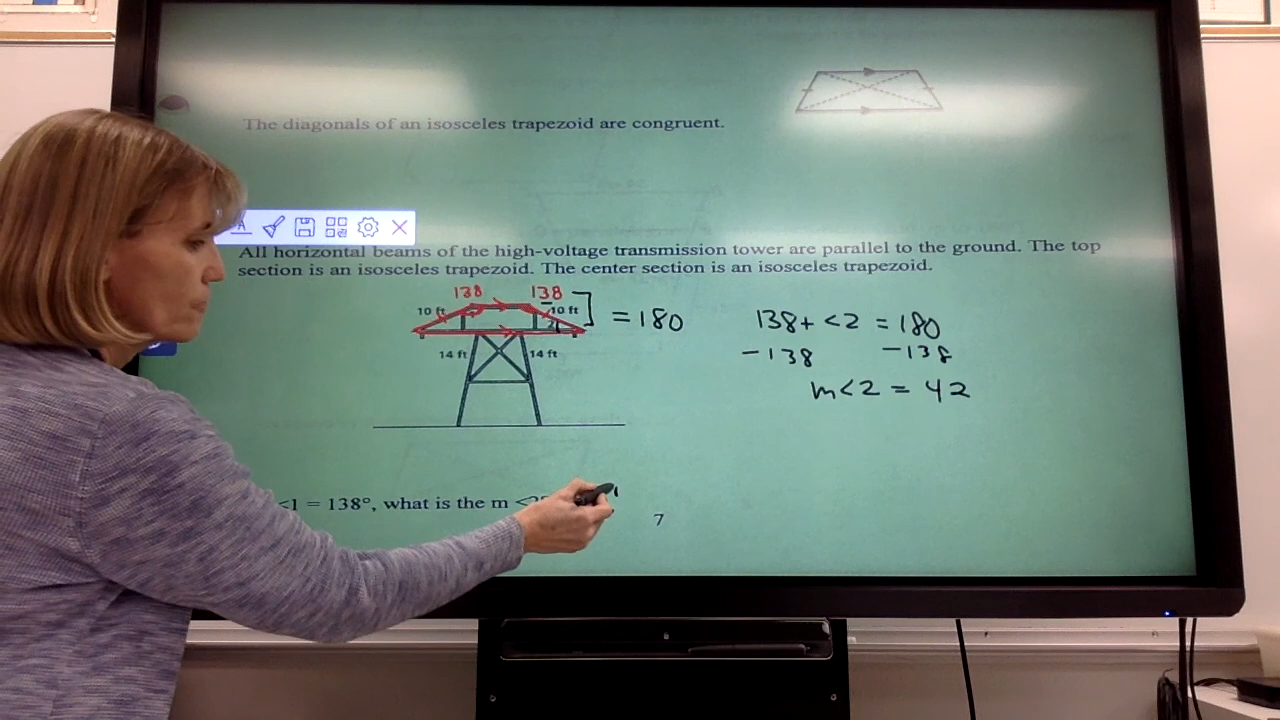 The diagonals of an isosceles trapezoid are congruent.
A
All horizontal beams of the high-voltage transmission tower are parallel to the ground. The top
section is an isosceles trapezoid. The center section is an isosceles trapezoid.
138 138
10 ft 10 ft
2
= 180
14 ft 14 ft
138 + <2 = 180
-138 -138
m<2 = 42
<1 = 138°, what is the m
7